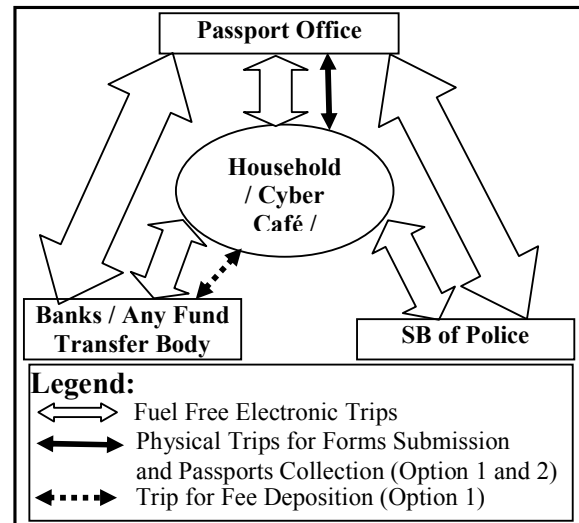 Passport Office
Household
/ Cyber
Café /
Banks / Any Fund
Transfer Body
SB of Police
Legend:
Fuel Free Electronic Trips
Physical Trips for Forms Submission
and Passports Collection (Option 1 and 2)
Trip for Fee Deposition (Option 1)